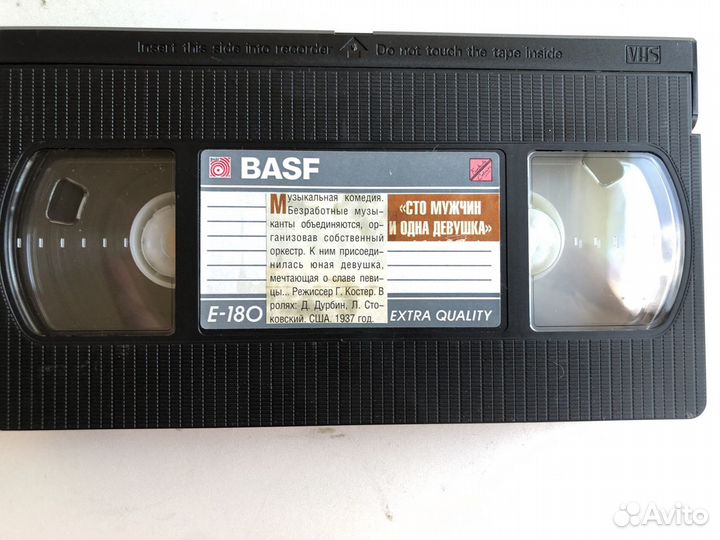 Insert this side into recorder Do not touch the tape inside VHS
BASF
Музыкальная комедия.
Безработные музы-
канты объединяются, ор-
ганизовав собственный
оркестр. К ним присоеди-
нилась юная девушка,
мечтающая о славе певи-
цы... Режиссер Г. Костер. В
ролях: Д. Дурбин, Л. Сто-
ковский. США. 1937 год.
«СТО МУЖЧИН
И ОДНА ДЕВУШКА»
E-180
EXTRA QUALITY
Avito